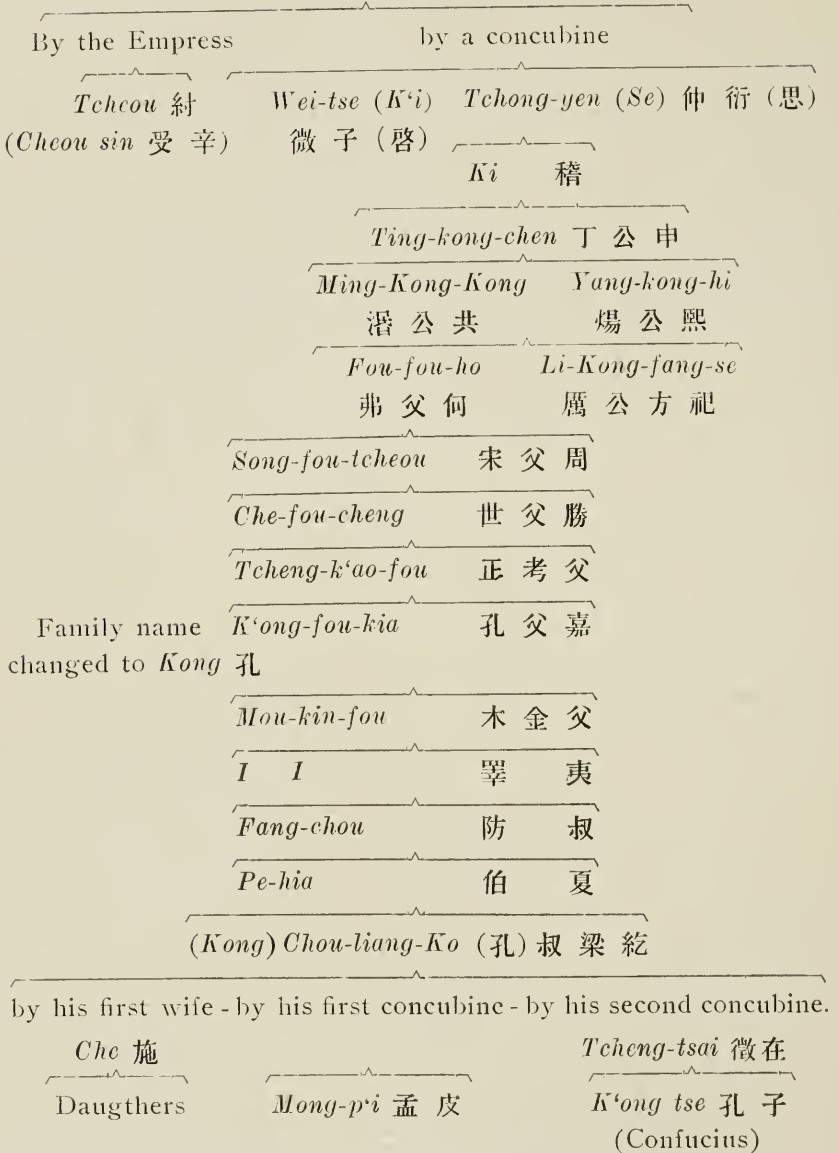 By the Empress by a concubine
Tcheou 紂 Wei-tse (K‘i) Tchong-yen (Se) 仲衍(思)
(Cheou sin 受辛) 微子(啓)
Ki 稽
Ting-kong-chen 丁公申
Ming-Kong-Kong Yang-kong-hi
湣公共 煬公熙
Fou-fou-ho Li-Kong-fang-se
弗父何 厲公方祀
Song-fou-tcheou 宋父周
Che-fou-cheng 世父勝
Tcheng-k‘ao-fou 正考父
Family name K‘ong-fou-kia 孔父嘉
changed to Kong 孔
Mou-kin-fou 木金父
I I 睪夷
Fang-chou 防叔
Pe-hia 伯夏
(Kong) Chou-liang-Ko (孔)叔梁紇
by his first wife - by his first concubine - by his second concubine.
Che 施 Tcheng-tsai 徵在
Daugthers Mong-p‘i 孟皮 K‘ong tse 孔子
(Confucius)